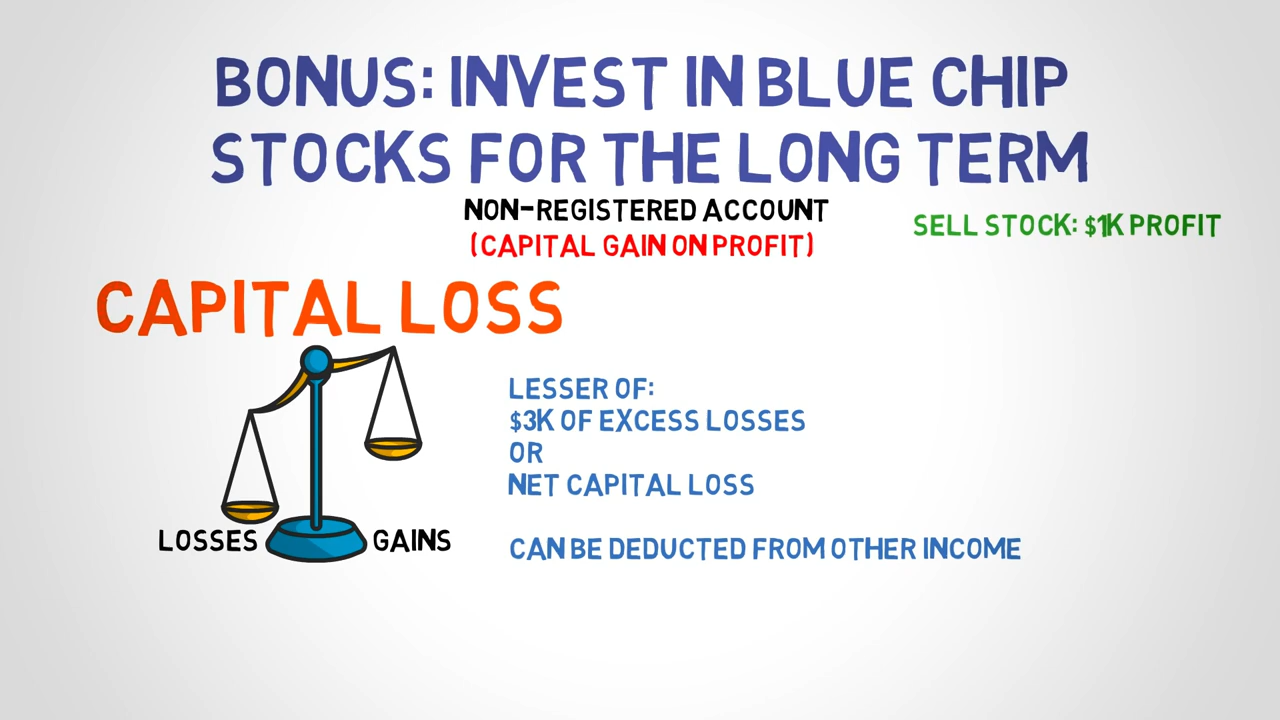 BONUS: INVEST IN BLUE CHIP
STOCKS FOR THE LONG TERM
NON-REGISTERED ACCOUNT
(CAPITAL GAIN ON PROFIT)
SELL STOCK: $1K PROFIT
CAPITAL LOSS
LESSER OF:
$3K OF EXCESS LOSSES
OR
NET CAPITAL LOSS
LOSSES
GAINS
CAN BE DEDUCTED FROM OTHER INCOME